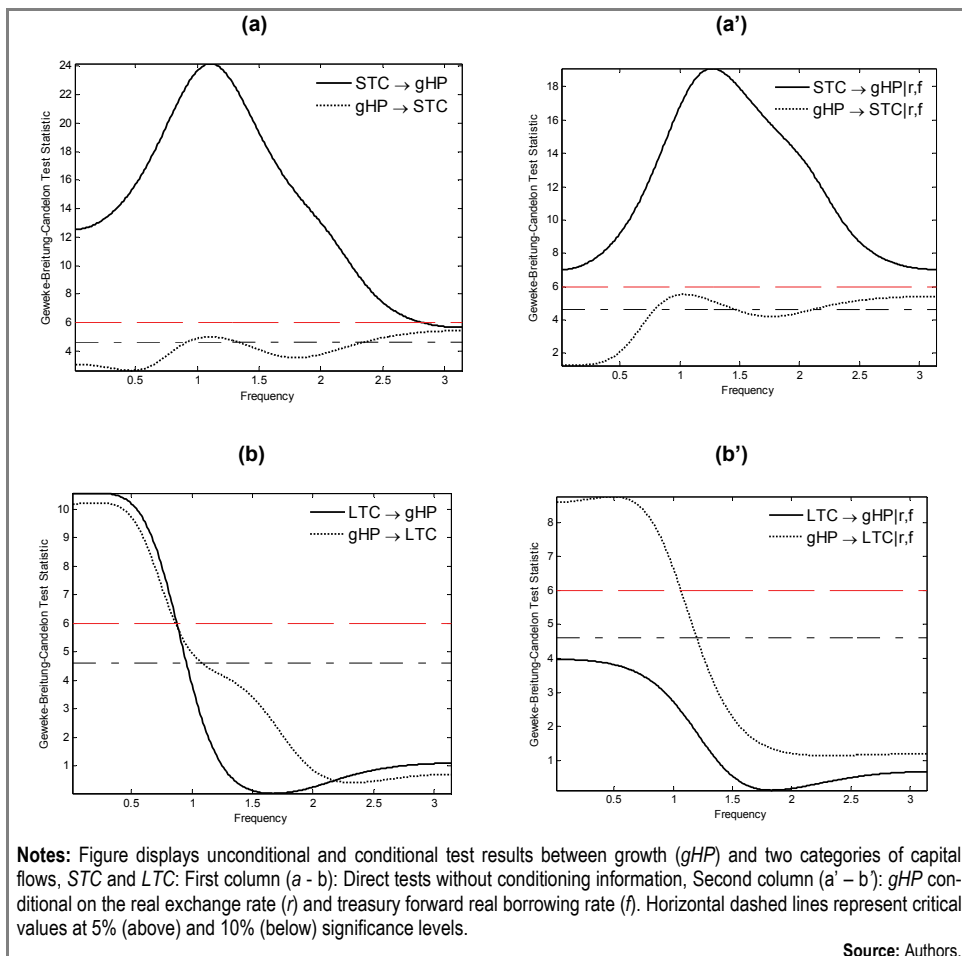 (a)
Geweke-Breitung-Candelon Test Statistic
24
22
20
18
16
14
12
10
8
6
4
STC → gHP
gHP → STC
0.5 1 1.5 2 2.5 3
Frequency
(a’)
Geweke-Breitung-Candelon Test Statistic
18
16
14
12
10
8
6
4
2
STC → gHP|r,f
gHP → STC|r,f
0.5 1 1.5 2 2.5 3
Frequency
(b)
Geweke-Breitung-Candelon Test Statistic
10
9
8
7
6
5
4
3
2
1
LTC → gHP
gHP → LTC
0.5 1 1.5 2 2.5 3
Frequency
(b’)
Geweke-Breitung-Candelon Test Statistic
8
7
6
5
4
3
2
1
LTC → gHP|r,f
gHP → LTC|r,f
0.5 1 1.5 2 2.5 3
Frequency
Notes: Figure displays unconditional and conditional test results between growth (gHP) and two categories of capital
flows, STC and LTC: First column (a - b): Direct tests without conditioning information, Second column (a’ – b’): gHP con-
ditional on the real exchange rate (r) and treasury forward real borrowing rate (f). Horizontal dashed lines represent critical
values at 5% (above) and 10% (below) significance levels.
Source: Authors.